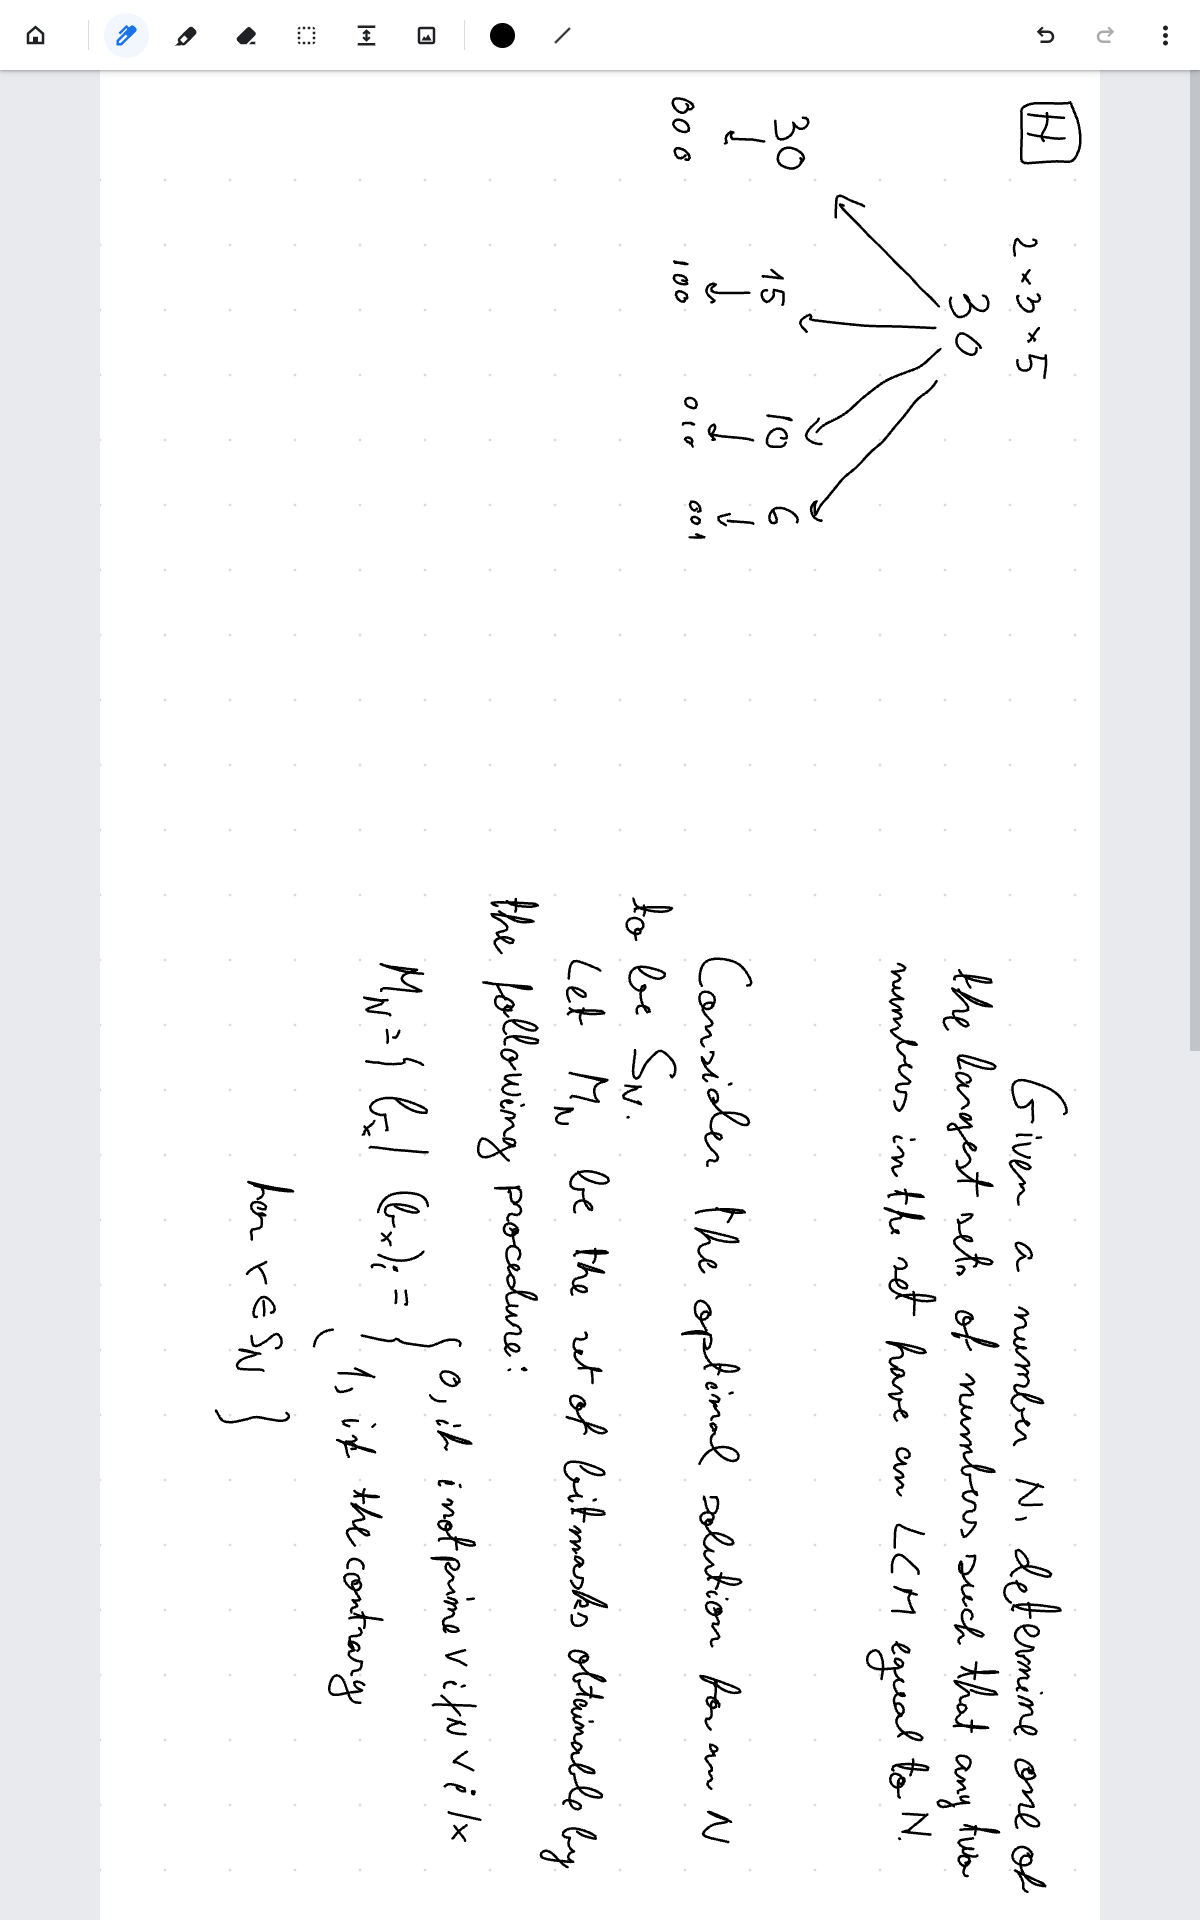 H
2 × 3 × 5
30
30 15 10 6
000 100 010 001
Given a number N, determine one of
the largest sets of numbers such that any two
numbers in the set have an LCM equal to N.
Consider the optimal solution for an N
to be S_N.
Let M_N be the set of bitmasks obtainable by
the following procedure:
M_N = { b_x | (b_x)_i = { 0, if i not prime ∨ i∤N ∨ i|x
1, if the contrary
for x ∈ S_N }